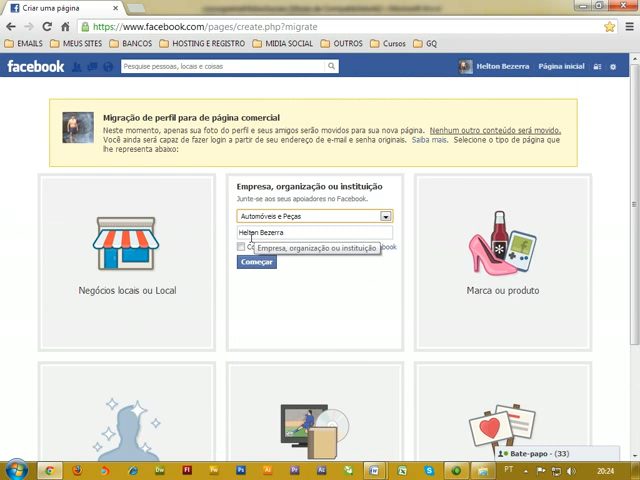 Criar uma página
https://www.facebook.com/pages/create.php?migrate
EMAILS MEUS SITES BANCOS HOSTING E REGISTRO MIDIA SOCIAL OUTROS Cursos GQ
facebook Pesquise pessoas, locais e coisas Helton Bezerra Página inicial
Migração de perfil para de página comercial
Neste momento, apenas sua foto do perfil e seus amigos serão movidos para sua nova página. Nenhum outro conteúdo será movido.
Você ainda será capaz de fazer login a partir de seu endereço de e-mail e senha originais. Saiba mais. Selecione o tipo de página que
lhe representa abaixo:
Empresa, organização ou instituição
Junte-se aos seus apoiadores no Facebook.
Automóveis e Peças
Helton Bezerra
Empresa, organização ou instituição
Começar
Negócios locais ou Local
Marca ou produto
Bate-papo (33)
PT 20:24